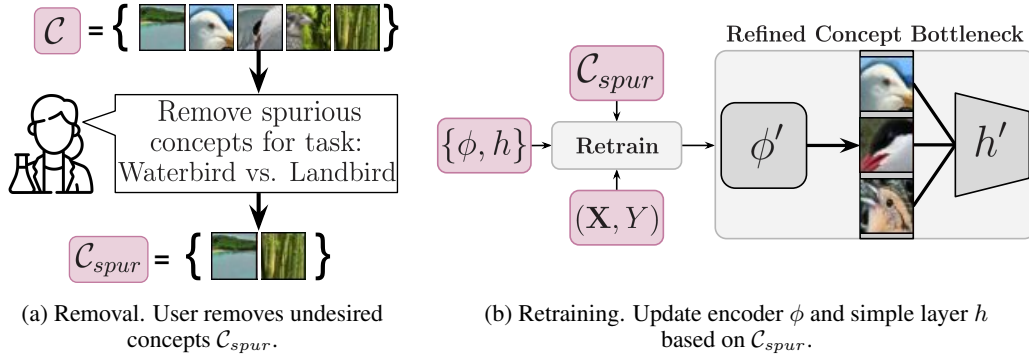 C = { }
Remove spurious
concepts for task:
Waterbird vs. Landbird
C_spur = { }
(a) Removal. User removes undesired
concepts C_spur.
Refined Concept Bottleneck
C_spur
{ϕ, h}
Retrain
ϕ′
h′
(X, Y)
(b) Retraining. Update encoder ϕ and simple layer h
based on C_spur.